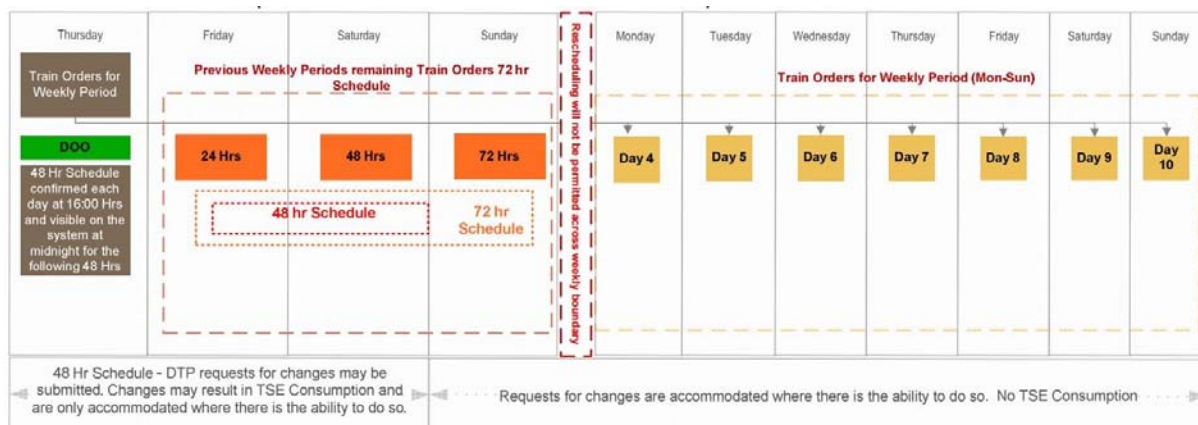 Thursday
Friday
Saturday
Sunday
Monday
Tuesday
Wednesday
Thursday
Friday
Saturday
Sunday
Train Orders for
Weekly Period
Previous Weekly Periods remaining Train Orders 72 hr
Schedule
Rescheduling will not be permitted across weekly boundary
Train Orders for Weekly Period (Mon-Sun)
DOO
48 Hr Schedule
confirmed each
day at 16:00 Hrs
and visible on the
system at
midnight for the
following 48 Hrs
24 Hrs
48 Hrs
72 Hrs
48 hr Schedule
72 hr
Schedule
Day 4
Day 5
Day 6
Day 7
Day 8
Day 9
Day
10
48 Hr Schedule - DTP requests for changes may be
submitted. Changes may result in TSE Consumption and
are only accommodated where there is the ability to do so.
Requests for changes are accommodated where there is the ability to do so. No TSE Consumption